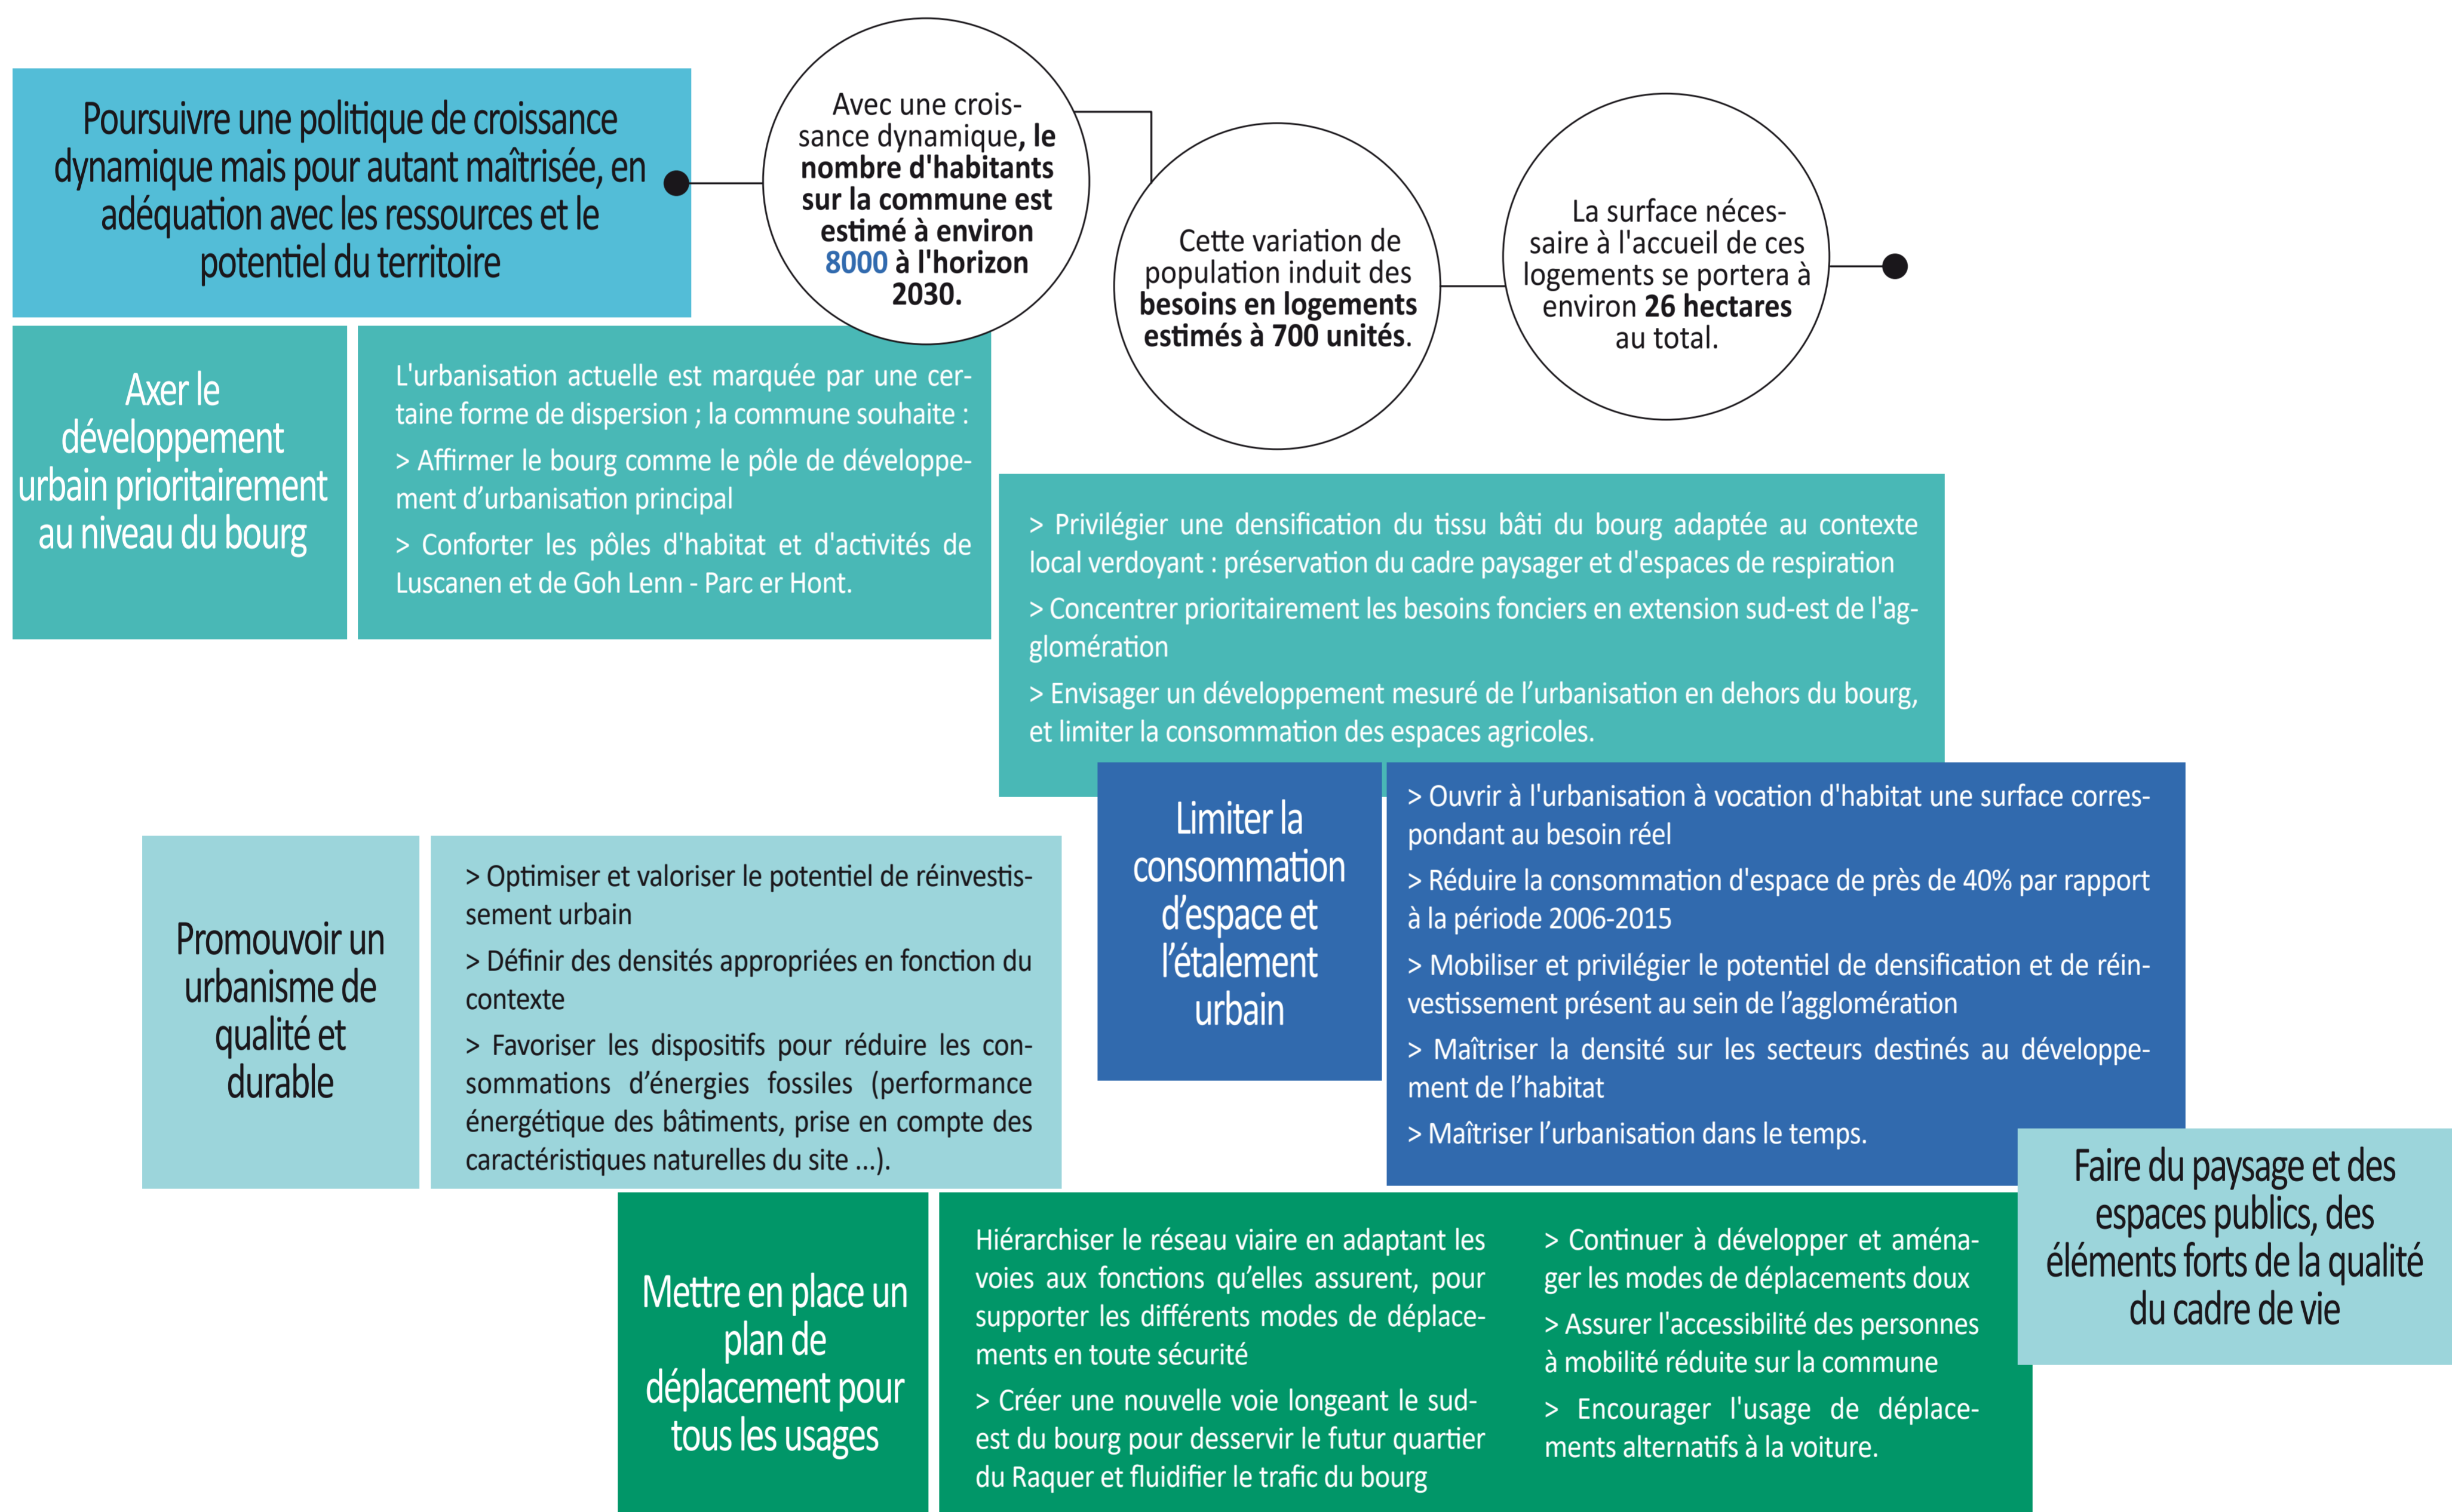 Poursuivre une politique de croissance
dynamique mais pour autant maîtrisée, en
adéquation avec les ressources et le
potentiel du territoire
Avec une crois-
sance dynamique, le
nombre d'habitants
sur la commune est
estimé à environ
8000 à l'horizon
2030.
Cette variation de
population induit des
besoins en logements
estimés à 700 unités.
La surface néces-
saire à l'accueil de ces
logements se portera à
environ 26 hectares
au total.
Axer le
développement
urbain prioritairement
au niveau du bourg
L'urbanisation actuelle est marquée par une cer-
taine forme de dispersion ; la commune souhaite :
> Affirmer le bourg comme le pôle de développe-
ment d’urbanisation principal
> Conforter les pôles d'habitat et d'activités de
Luscanen et de Goh Lenn - Parc er Hont.
> Privilégier une densification du tissu bâti du bourg adaptée au contexte
local verdoyant : préservation du cadre paysager et d'espaces de respiration
> Concentrer prioritairement les besoins fonciers en extension sud-est de l'ag-
glomération
> Envisager un développement mesuré de l’urbanisation en dehors du bourg,
et limiter la consommation des espaces agricoles.
Limiter la
consommation
d’espace et
l’étalement
urbain
> Ouvrir à l'urbanisation à vocation d'habitat une surface corres-
pondant au besoin réel
> Réduire la consommation d'espace de près de 40% par rapport
à la période 2006-2015
> Mobiliser et privilégier le potentiel de densification et de réin-
vestissement présent au sein de l’agglomération
> Maîtriser la densité sur les secteurs destinés au développe-
ment de l’habitat
> Maîtriser l’urbanisation dans le temps.
Promouvoir un
urbanisme de
qualité et
durable
> Optimiser et valoriser le potentiel de réinvestis-
sement urbain
> Définir des densités appropriées en fonction du
contexte
> Favoriser les dispositifs pour réduire les con-
sommations d’énergies fossiles (performance
énergétique des bâtiments, prise en compte des
caractéristiques naturelles du site ...).
Faire du paysage et des
espaces publics, des
éléments forts de la qualité
du cadre de vie
Mettre en place un
plan de
déplacement pour
tous les usages
Hiérarchiser le réseau viaire en adaptant les
voies aux fonctions qu’elles assurent, pour
supporter les différents modes de déplace-
ments en toute sécurité
> Créer une nouvelle voie longeant le sud-
est du bourg pour desservir le futur quartier
du Raquer et fluidifier le trafic du bourg
> Continuer à développer et aména-
ger les modes de déplacements doux
> Assurer l'accessibilité des personnes
à mobilité réduite sur la commune
> Encourager l'usage de déplace-
ments alternatifs à la voiture.